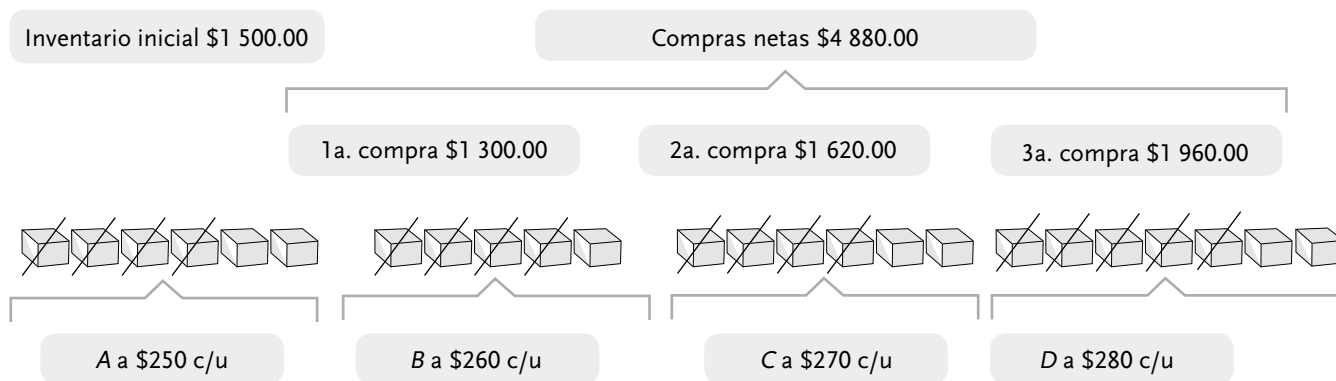 Inventario inicial $1 500.00
Compras netas $4 880.00
1a. compra $1 300.00
2a. compra $1 620.00
3a. compra $1 960.00
A a $250 c/u
B a $260 c/u
C a $270 c/u
D a $280 c/u